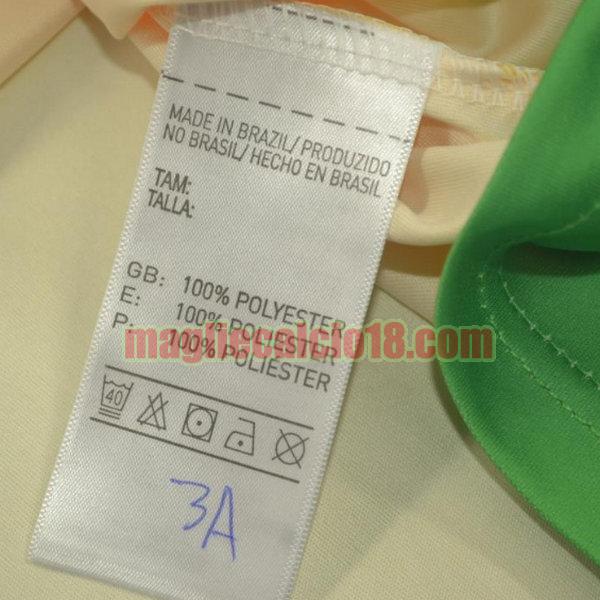 MADE IN BRAZIL/ PRODUZIDO
NO BRASIL/ HECHO EN BRASIL
TAM:
TALLA:
GB: 100% POLYESTER
E: 100% POLYESTER
P: 100% POLIESTER
magliecalcio18.com
40
3A